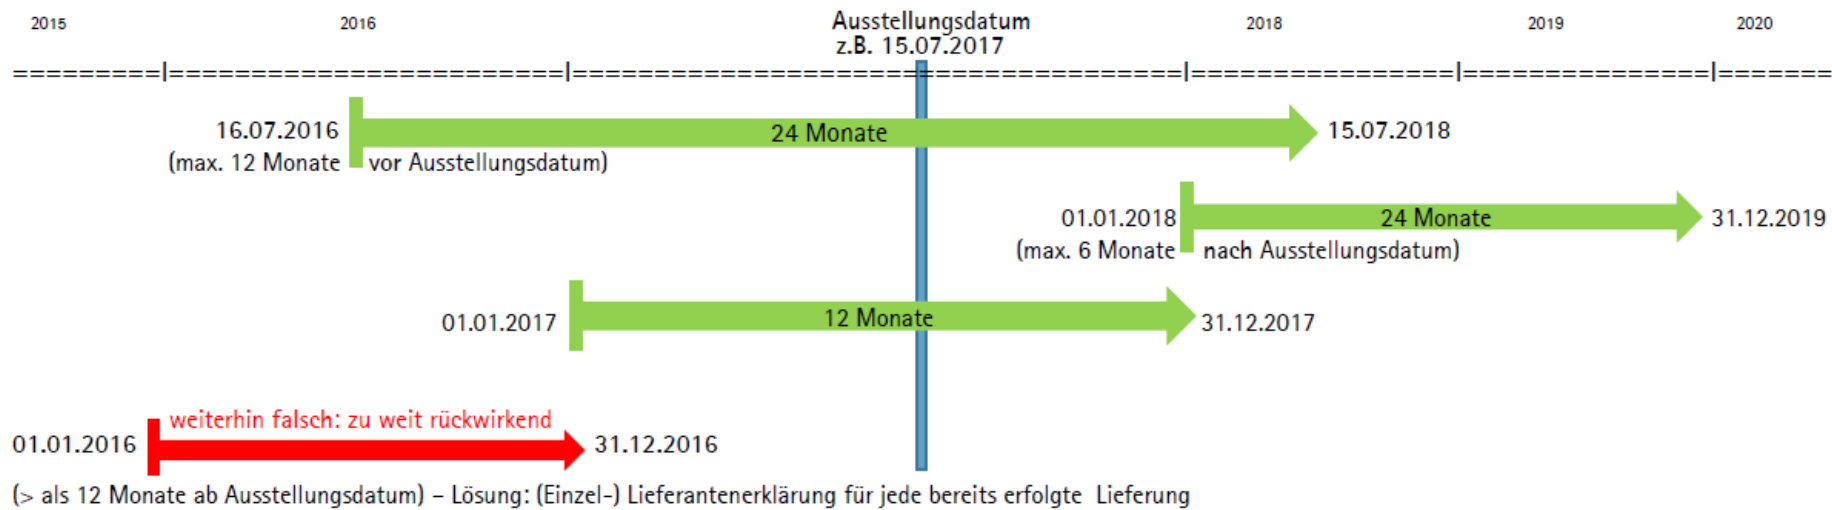 2015 2016 Ausstellungsdatum 2018 2019 2020
z.B. 15.07.2017
=========|========================|=====================================|================|===============|=======
16.07.2016 24 Monate 15.07.2018
(max. 12 Monate vor Ausstellungsdatum)
01.01.2018 24 Monate 31.12.2019
(max. 6 Monate nach Ausstellungsdatum)
01.01.2017 12 Monate 31.12.2017
weiterhin falsch: zu weit rückwirkend
01.01.2016 31.12.2016
(> als 12 Monate ab Ausstellungsdatum) – Lösung: (Einzel-) Lieferantenerklärung für jede bereits erfolgte Lieferung